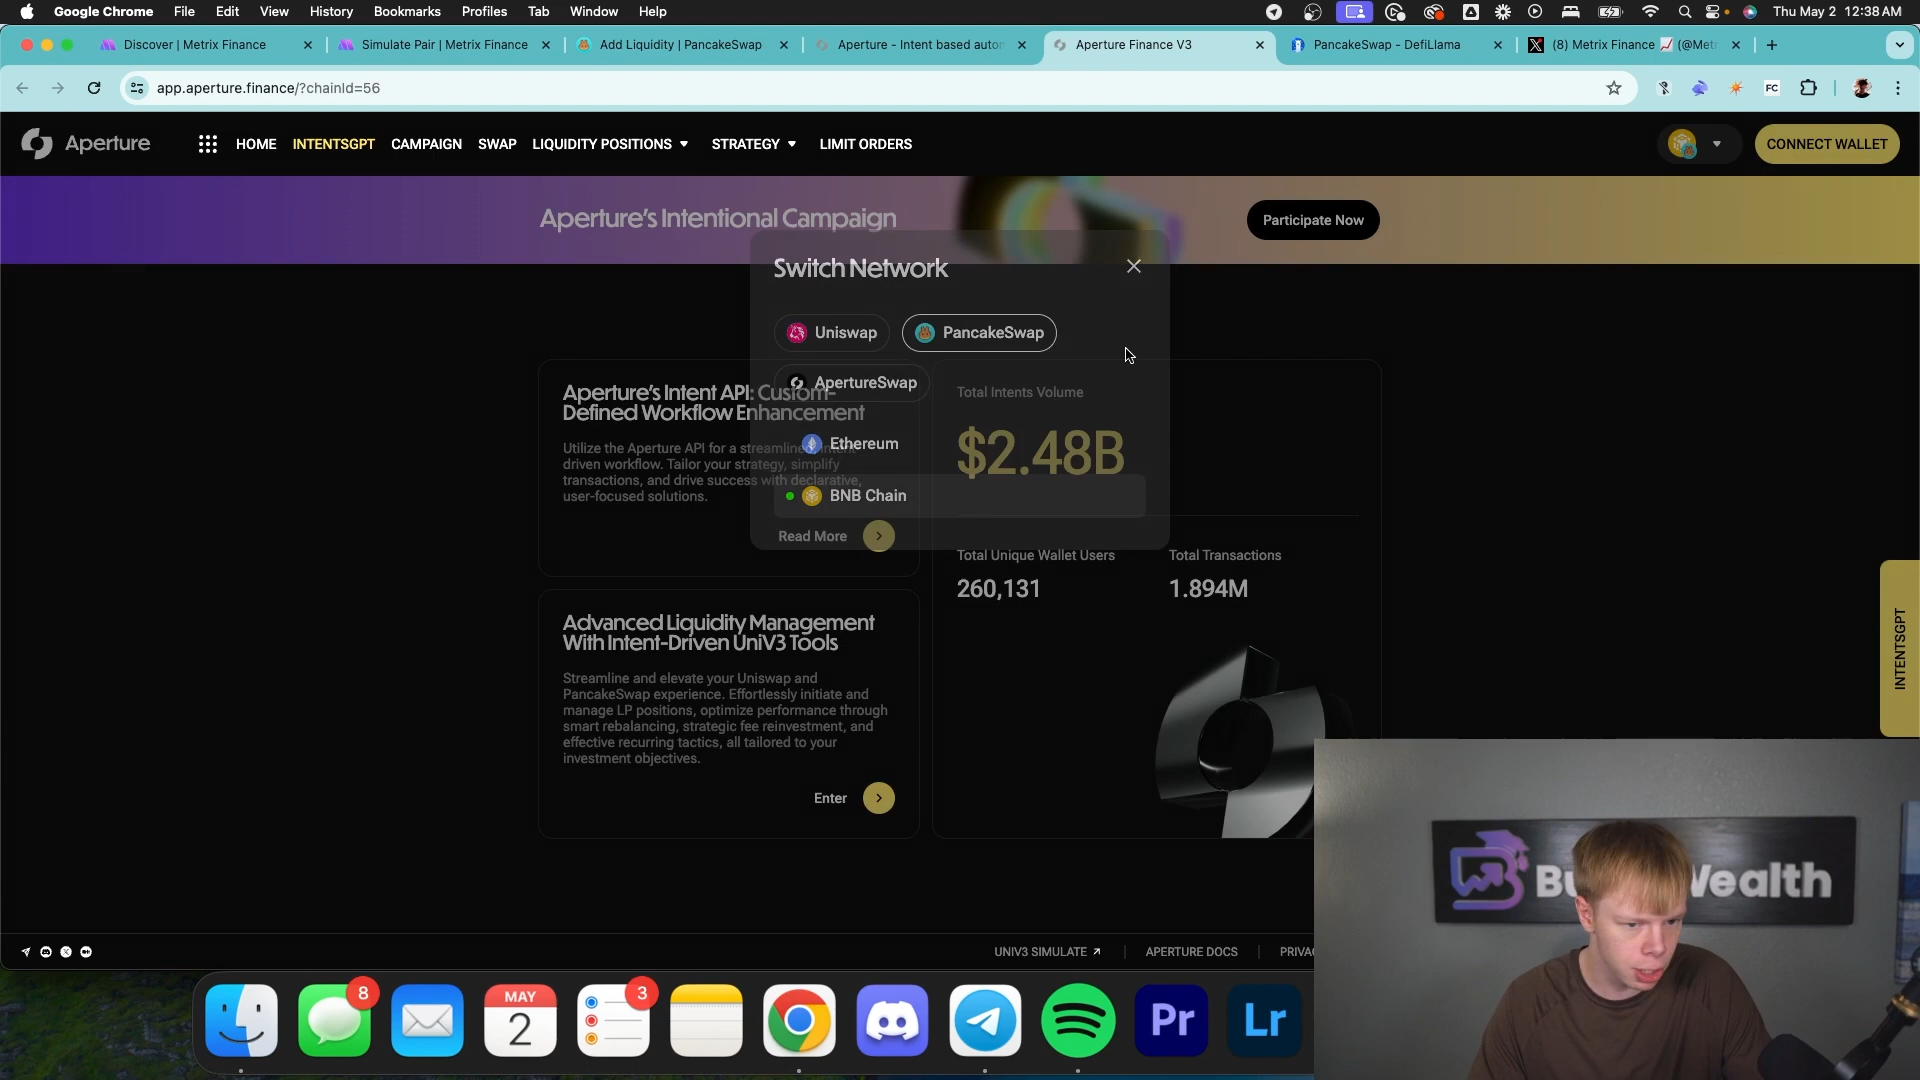 Google Chrome File Edit View History Bookmarks Profiles Tab Window Help Thu May 2 12:38 AM
Discover | Metrix Finance Simulate Pair | Metrix Finance Add Liquidity | PancakeSwap Aperture - Intent based auton Aperture Finance V3 PancakeSwap - DefiLlama (8) Metrix Finance 📈 (@Met
app.aperture.finance/?chainId=56
FC
Aperture HOME INTENTSGPT CAMPAIGN SWAP LIQUIDITY POSITIONS STRATEGY LIMIT ORDERS CONNECT WALLET
Aperture's Intentional Campaign
Participate Now
Switch Network
Uniswap PancakeSwap
ApertureSwap
Ethereum
BNB Chain
Aperture's Intent API: Custom-
Defined Workflow Enhancement
Utilize the Aperture API for a streamlined,
driven workflow. Tailor your strategy, simplify
transactions, and drive success with declarative,
user-focused solutions.
Read More
Total Intents Volume
$2.48B
Total Unique Wallet Users
260,131
Total Transactions
1.894M
Advanced Liquidity Management
With Intent-Driven UniV3 Tools
Streamline and elevate your Uniswap and
PancakeSwap experience. Effortlessly initiate and
manage LP positions, optimize performance through
smart rebalancing, strategic fee reinvestment, and
effective recurring tactics, all tailored to your
investment objectives.
Enter
INTENTSGPT
UNIV3 SIMULATE APERTURE DOCS PRIVA
8
MAY
2
3
Pr
Lr
Bu Wealth